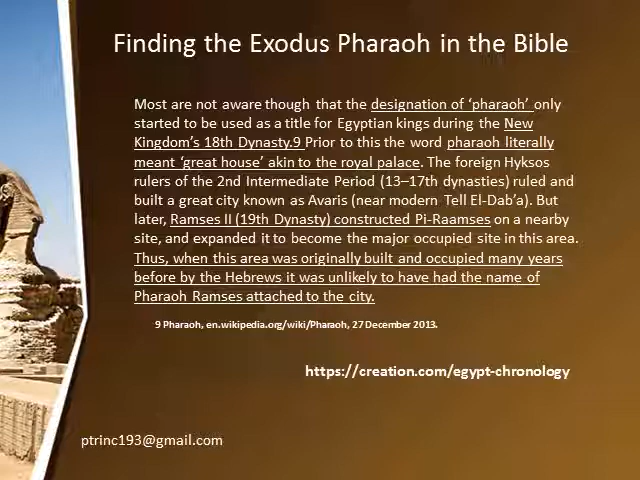 Finding the Exodus Pharaoh in the Bible
Most are not aware though that the designation of ‘pharaoh’ only
started to be used as a title for Egyptian kings during the New
Kingdom’s 18th Dynasty.9 Prior to this the word pharaoh literally
meant ‘great house’ akin to the royal palace. The foreign Hyksos
rulers of the 2nd Intermediate Period (13–17th dynasties) ruled and
built a great city known as Avaris (near modern Tell El-Dab’a). But
later, Ramses II (19th Dynasty) constructed Pi-Raamses on a nearby
site, and expanded it to become the major occupied site in this area.
Thus, when this area was originally built and occupied many years
before by the Hebrews it was unlikely to have had the name of
Pharaoh Ramses attached to the city.
9 Pharaoh, en.wikipedia.org/wiki/Pharaoh, 27 December 2013.
https://creation.com/egypt-chronology
ptrinc193@gmail.com